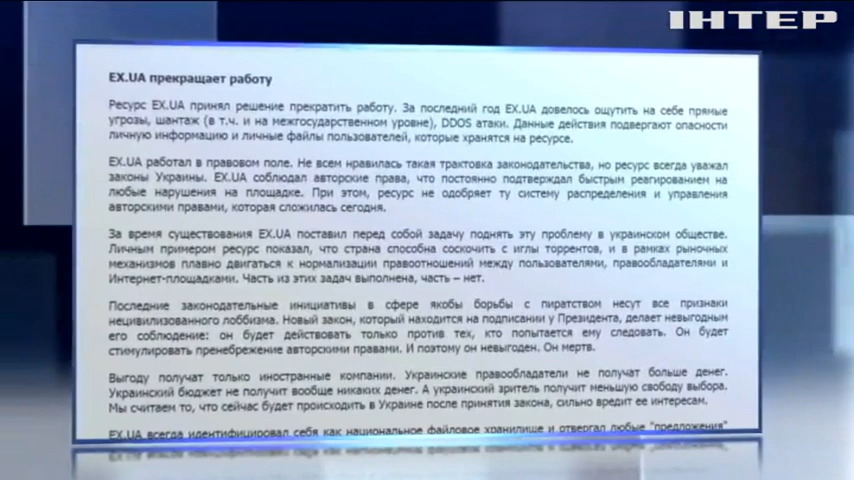 ІНТЕР
EX.UA прекращает работу
Ресурс EX.UA принял решение прекратить работу. За последний год EX.UA довелось ощутить на себе прямые
угрозы, шантаж (в т.ч. и на межгосударственном уровне), DDOS атаки. Данные действия подвергают опасности
личную информацию и личные файлы пользователей, которые хранятся на ресурсе.
EX.UA работал в правовом поле. Не всем нравилась такая трактовка законодательства, но ресурс всегда уважал
законы Украины. EX.UA соблюдал авторские права, что постоянно подтверждал быстрым реагированием на
любые нарушения на площадке. При этом, ресурс не одобряет ту систему распределения и управления
авторскими правами, которая сложилась сегодня.
За время существования EX.UA поставил перед собой задачу поднять эту проблему в украинском обществе.
Личным примером ресурс показал, что страна способна соскочить с иглы торрентов, и в рамках рыночных
механизмов плавно двигаться к нормализации правоотношений между пользователями, правообладателями и
Интернет-площадками. Часть из этих задач выполнена, часть – нет.
Последние законодательные инициативы в сфере якобы борьбы с пиратством несут все признаки
нецивилизованного лоббизма. Новый закон, который находится на подписании у Президента, делает невыгодным
его соблюдение: он будет действовать только против тех, кто попытается ему следовать. Он будет
стимулировать пренебрежение авторскими правами. И поэтому он невыгоден. Он мертв.
Выгоду получат только иностранные компании. Украинские правообладатели не получат больше денег.
Украинский бюджет не получит вообще никаких денег. А украинский зритель получит меньшую свободу выбора.
Мы считаем то, что сейчас будет происходить в Украине после принятия закона, сильно вредит ее интересам.
EX.UA всегда идентифицировал себя как национальное файловое хранилище и отвергал любые "предложения"